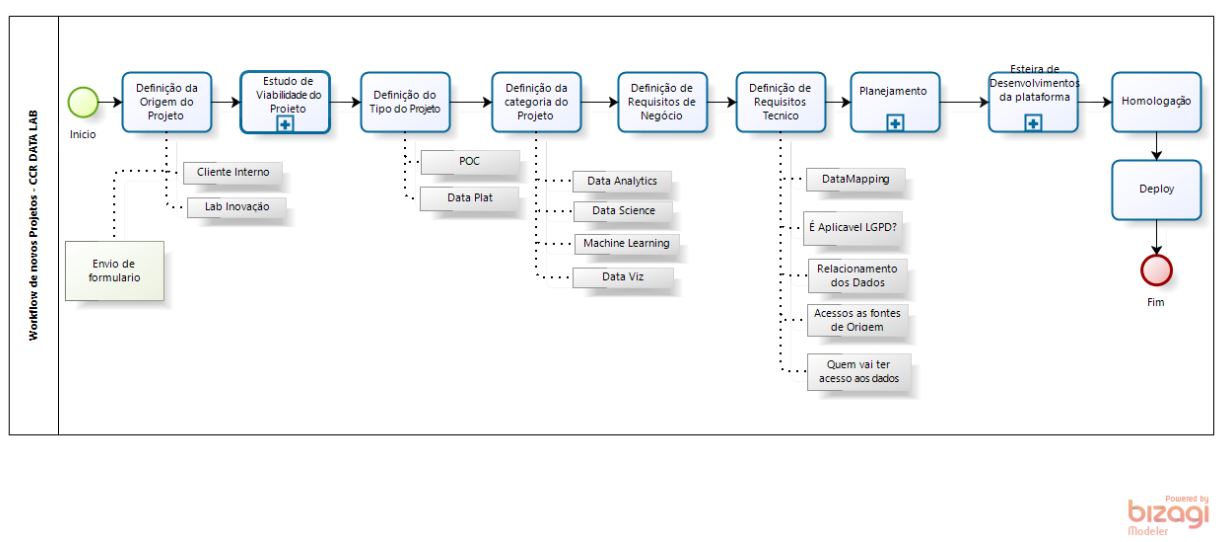 Workflow de novos Projetos - CCR DATA LAB
Inicio
Definição da
Origem do
Projeto
Estudo de
Viabilidade do
Projeto
Definição do
Tipo do Projeto
Definição da
categoria do
Projeto
Definição de
Requisitos de
Negócio
Definição de
Requisitos
Tecnico
Planejamento
Esteira de
Desenvolvimentos
da plataforma
Homologação
Cliente Interno
Lab Inovação
Envio de
formulario
POC
Data Plat
Data Analytics
Data Science
Machine Learning
Data Viz
DataMapping
É Aplicavel LGPD?
Relacionamento
dos Dados
Acessos as fontes
de Origem
Quem vai ter
acesso aos dados
Deploy
Fim
Powered by
bizagi
Modeler